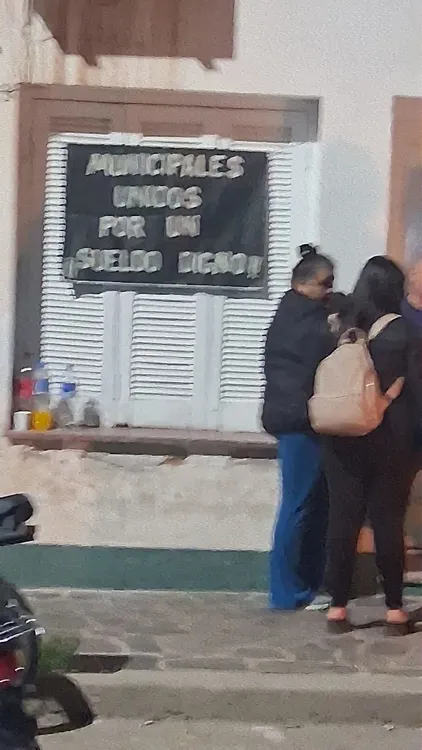 MUNICIPALES
UNIDOS
POR UN
¡¡SUELDO DIGNO!!